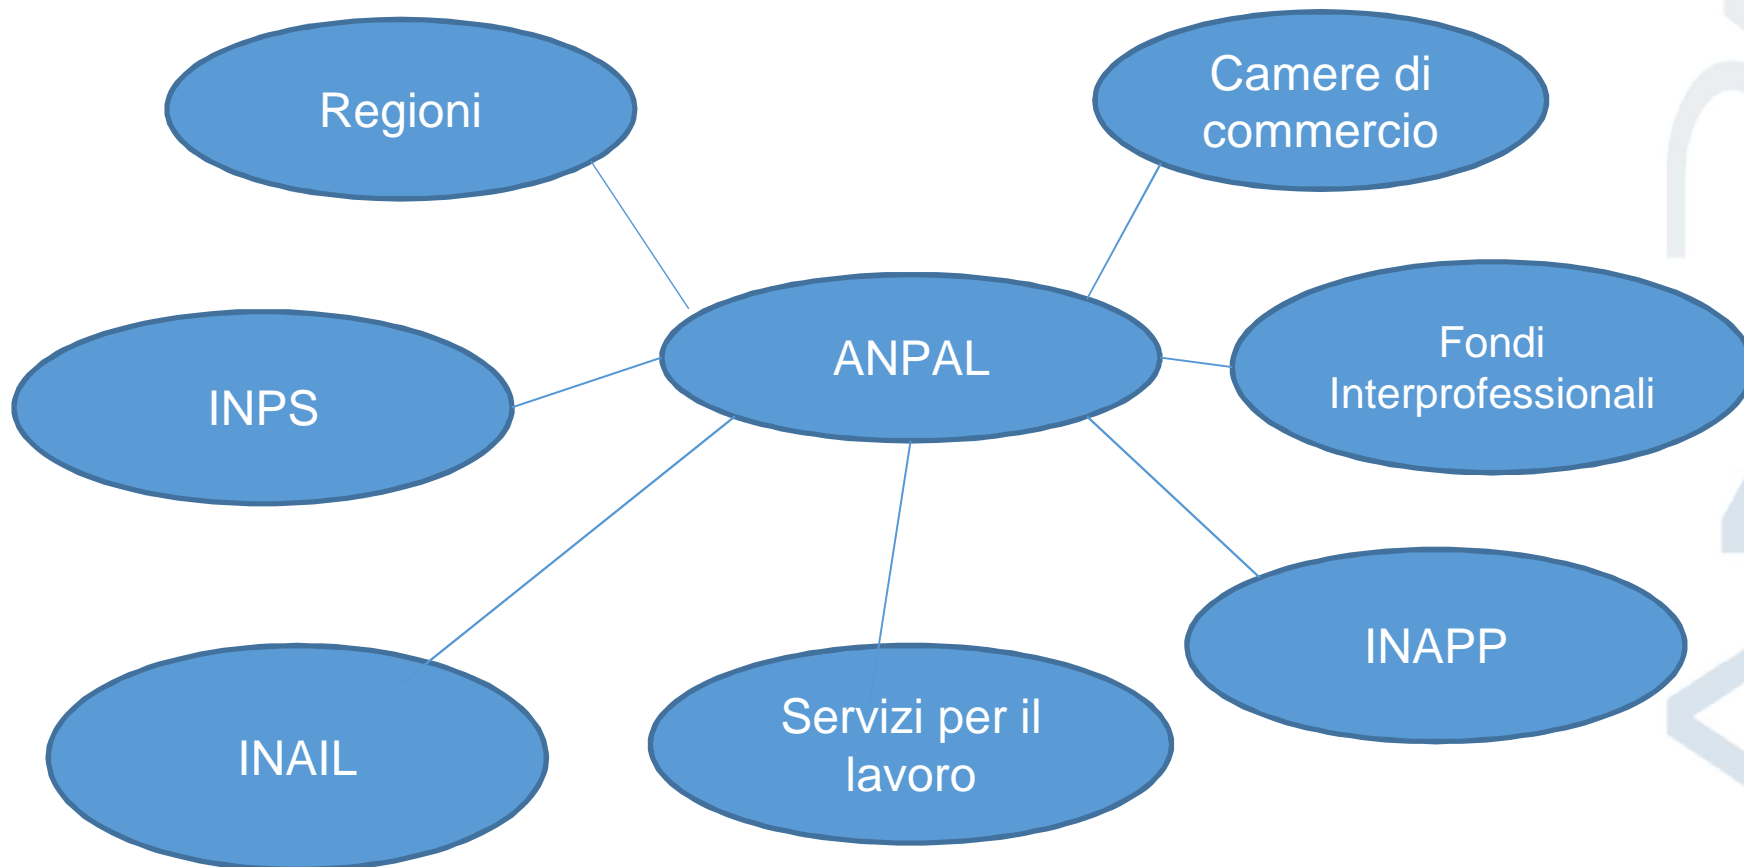 Regioni
Camere di
commercio
ANPAL
Fondi
Interprofessionali
INPS
INAPP
INAIL
Servizi per il
lavoro